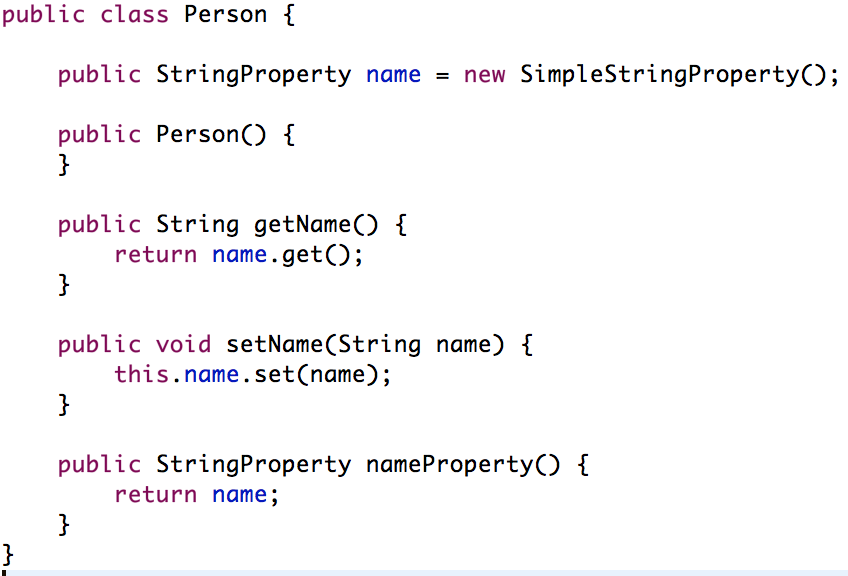 public class Person {
    public StringProperty name = new SimpleStringProperty();
    public Person() {
    }
    public String getName() {
        return name.get();
    }
    public void setName(String name) {
        this.name.set(name);
    }
    public StringProperty nameProperty() {
        return name;
    }
}